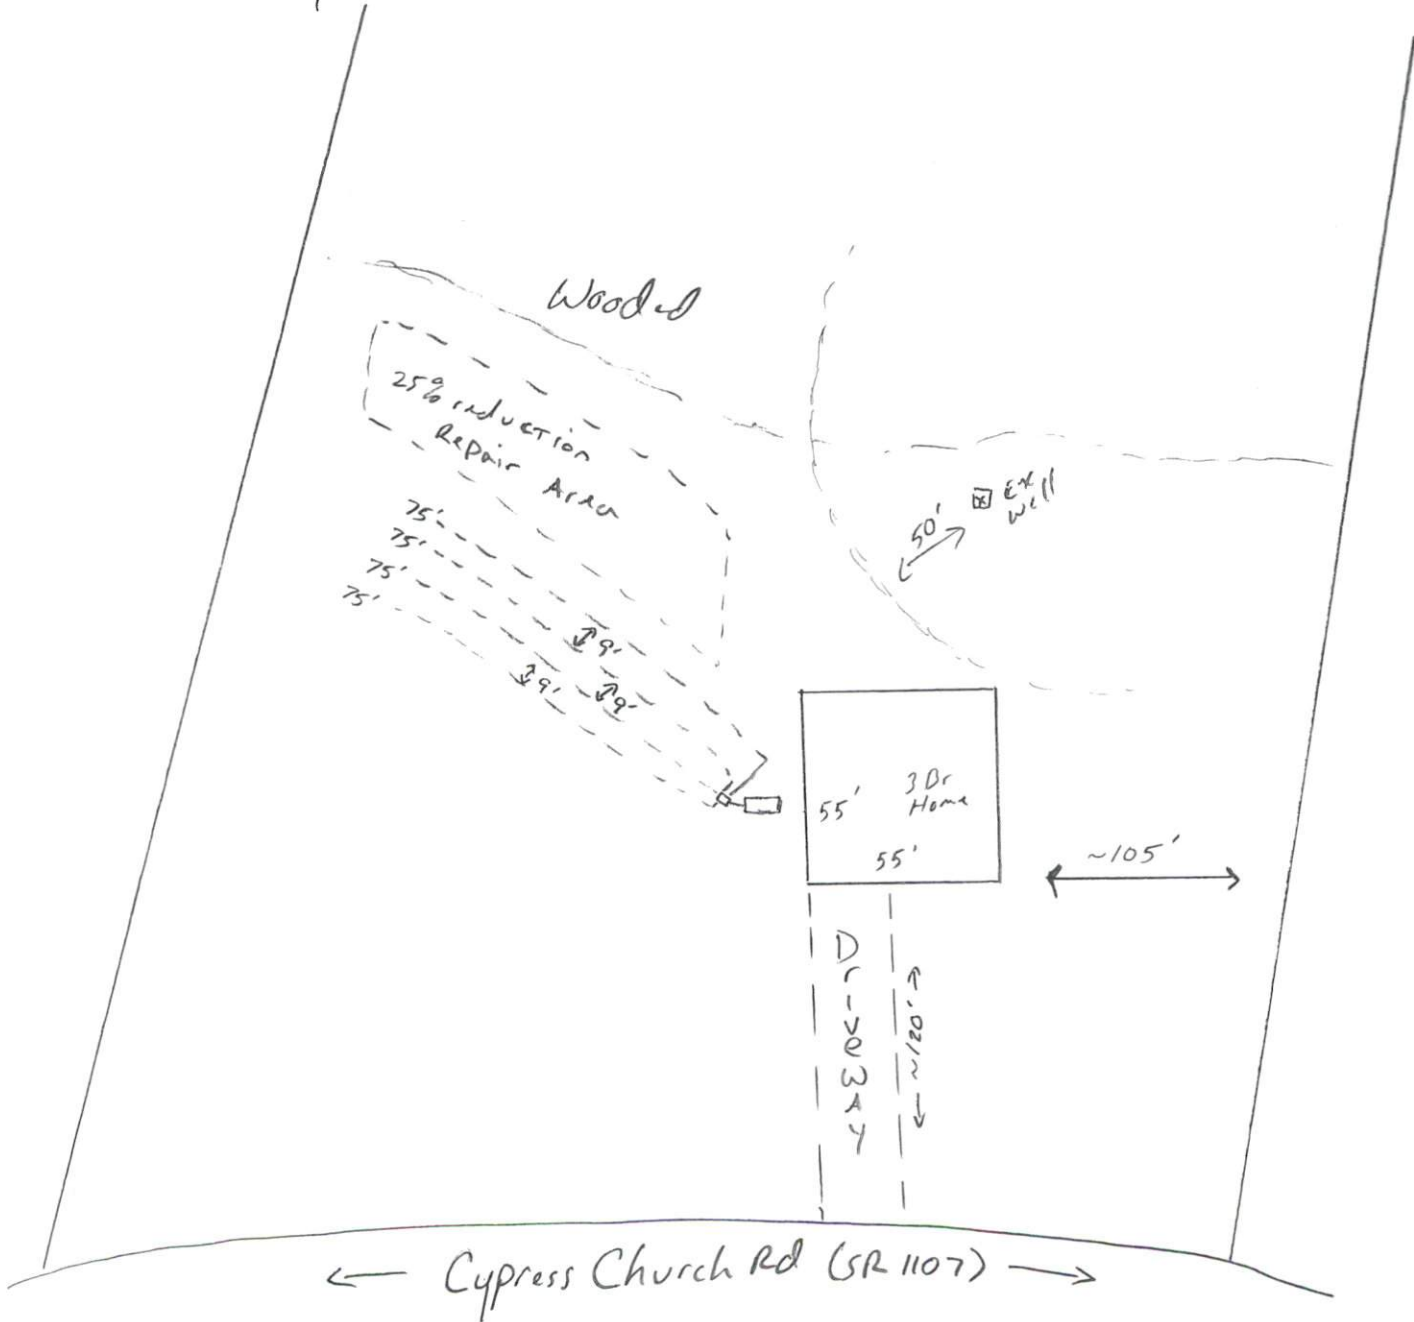 Wooded
25% reduction
Repair
Area
75'
75'
75'
75'
9'
9'
9'
50'
Ex
Well
3 Br
Home
55'
55'
~105'
Driveway
~120'
Cypress Church Rd (SR 1107)